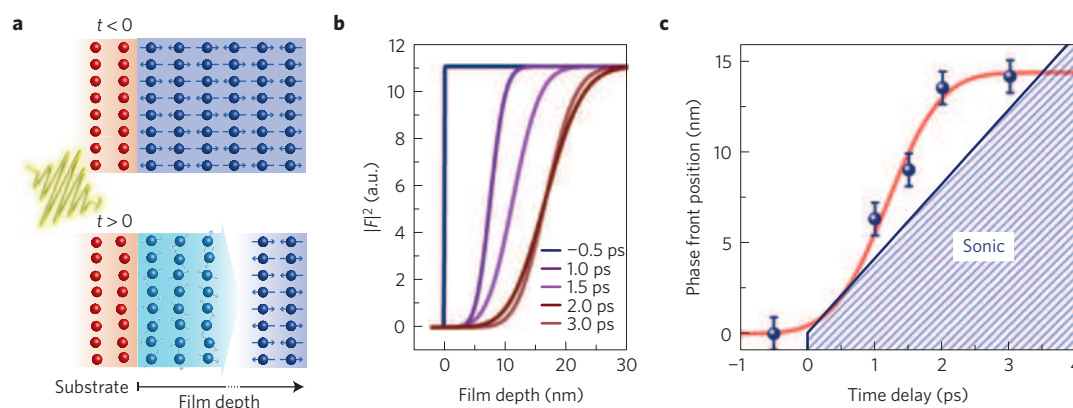 a
t < 0
t > 0
Substrate
Film depth
b
12
10
8
6
4
2
0
|F|² (a.u.)
−0.5 ps
1.0 ps
1.5 ps
2.0 ps
3.0 ps
0 10 20 30
Film depth (nm)
c
15
10
5
0
Phase front position (nm)
Sonic
−1 0 1 2 3 4
Time delay (ps)